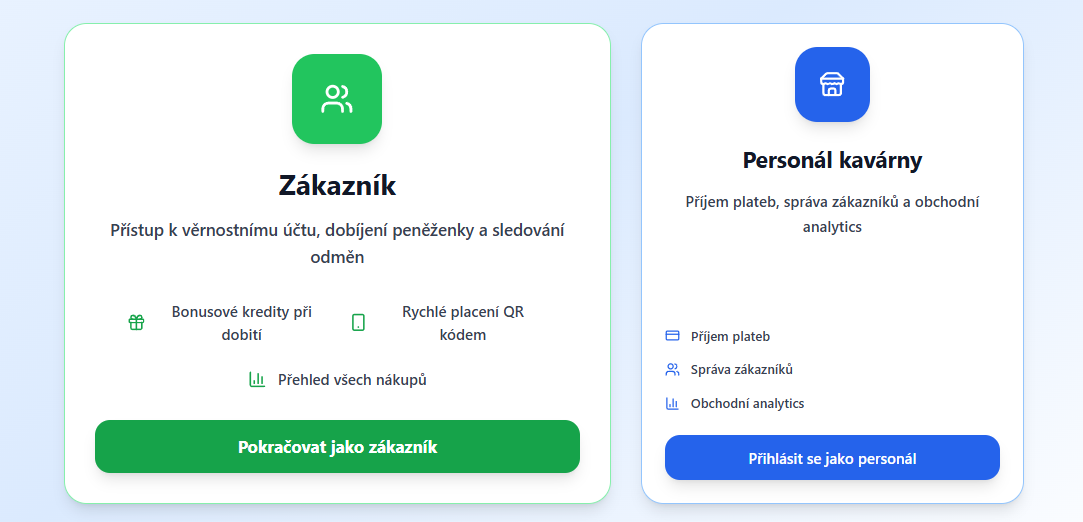 Zákazník
Přístup k věrnostnímu účtu, dobíjení peněženky a sledování
odměn
Bonusové kredity při
dobití
Rychlé placení QR
kódem
Přehled všech nákupů
Pokračovat jako zákazník
Personál kavárny
Příjem plateb, správa zákazníků a obchodní
analytics
Příjem plateb
Správa zákazníků
Obchodní analytics
Přihlásit se jako personál